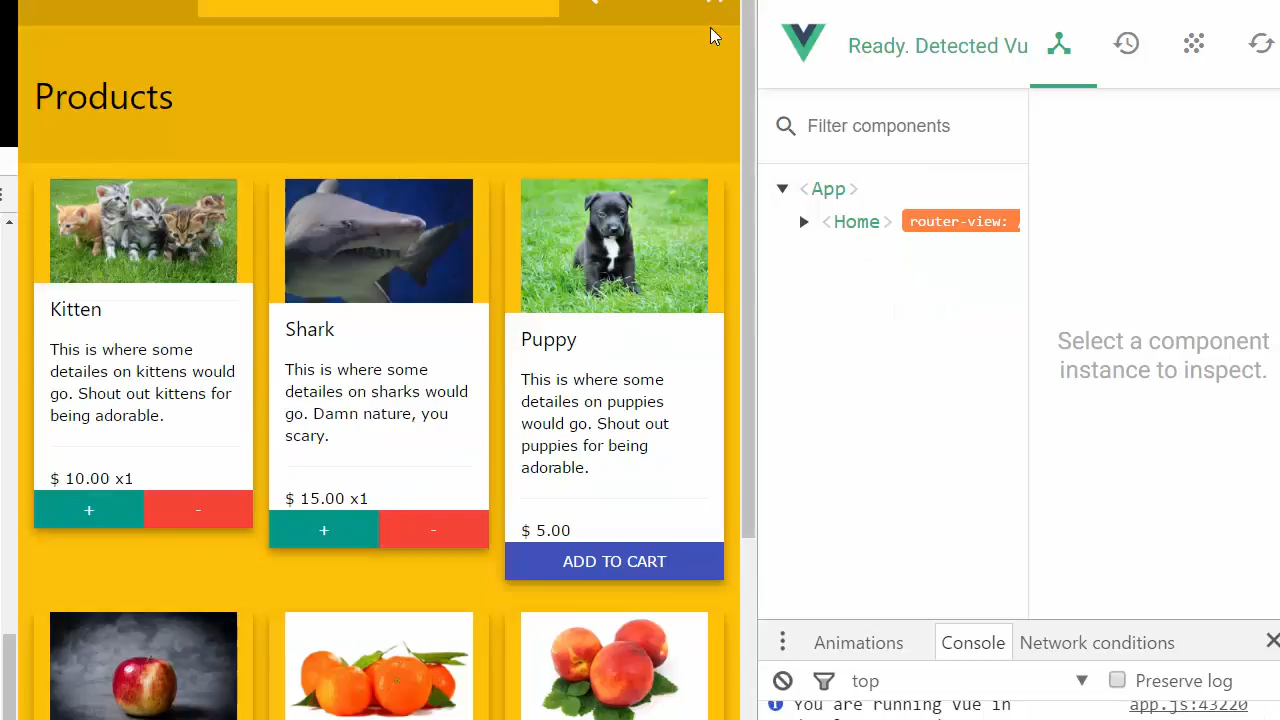 Products
Kitten
This is where some
detailes on kittens would
go. Shout out kittens for
being adorable.
$ 10.00 x1
+ -
Shark
This is where some
detailes on sharks would
go. Damn nature, you
scary.
$ 15.00 x1
+ -
Puppy
This is where some
detailes on puppies
would go. Shout out
puppies for being
adorable.
$ 5.00
ADD TO CART
Ready. Detected Vu
Filter components
<App>
<Home> router-view:
Select a component
instance to inspect.
Animations Console Network conditions
top Preserve log
You are running Vue in app.js:43220